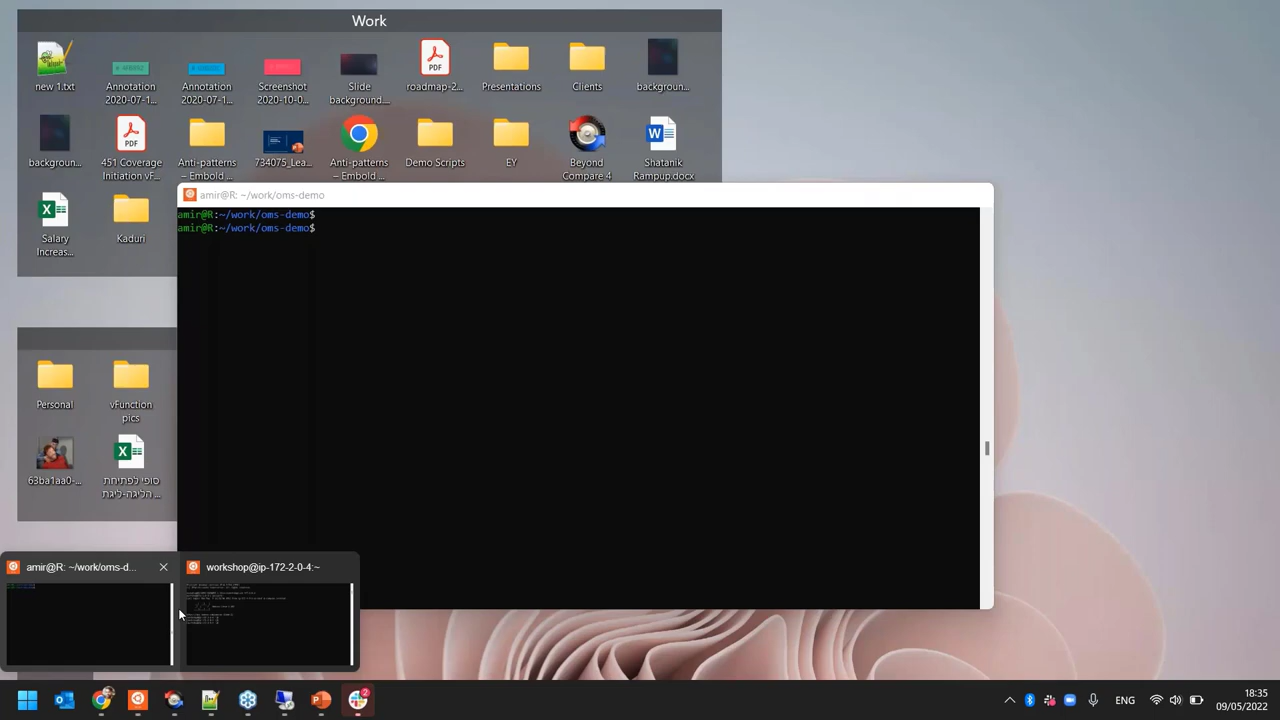 Work
new 1.txt
Annotation
2020-07-1...
Annotation
2020-07-1...
Screenshot
2020-10-0...
Slide
background....
roadmap-2...
Presentations
Clients
backgroun...
backgroun...
451 Coverage
Initiation vF...
Anti-patterns
– Embold ...
734075_Lea...
Anti-patterns
– Embold ...
Demo Scripts
EY
Beyond
Compare 4
Shatanik
Rampup.docx
Salary
Increas...
Kaduri
amir@R: ~/work/oms-demo
amir@R:~/work/oms-demo$
amir@R:~/work/oms-demo$
Personal
vFunction
pics
63ba1aa0-...
סופי לפתיחת
הליגה-ליגת ...
amir@R: ~/work/oms-d...
workshop@ip-172-2-0-4:~
ENG
18:35
09/05/2022